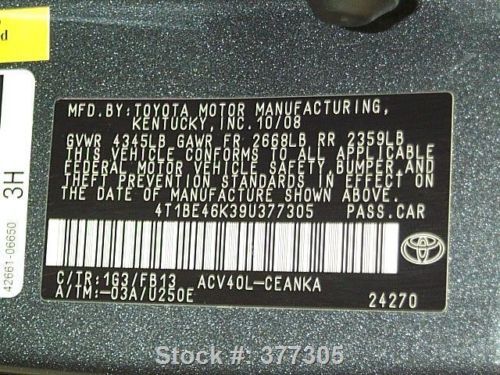 d
3H
42661-06650
MFD.BY:TOYOTA MOTOR MANUFACTURING,
KENTUCKY,INC.10/08
GVWR 4345LB GAWR FR 2668LB RR 2359LB
THIS VEHICLE CONFORMS TO ALL APPLICABLE
FEDERAL MOTOR VEHICLE SAFETY,BUMPER,AND
THEFT PREVENTION STANDARDS IN EFFECT ON
THE DATE OF MANUFACTURE SHOWN ABOVE.
4T1BE46K39U377305 PASS.CAR
C/TR:1G3/FB13 ACV40L-CEANKA
A/TM:-03A/U250E 24270
Stock #: 377305